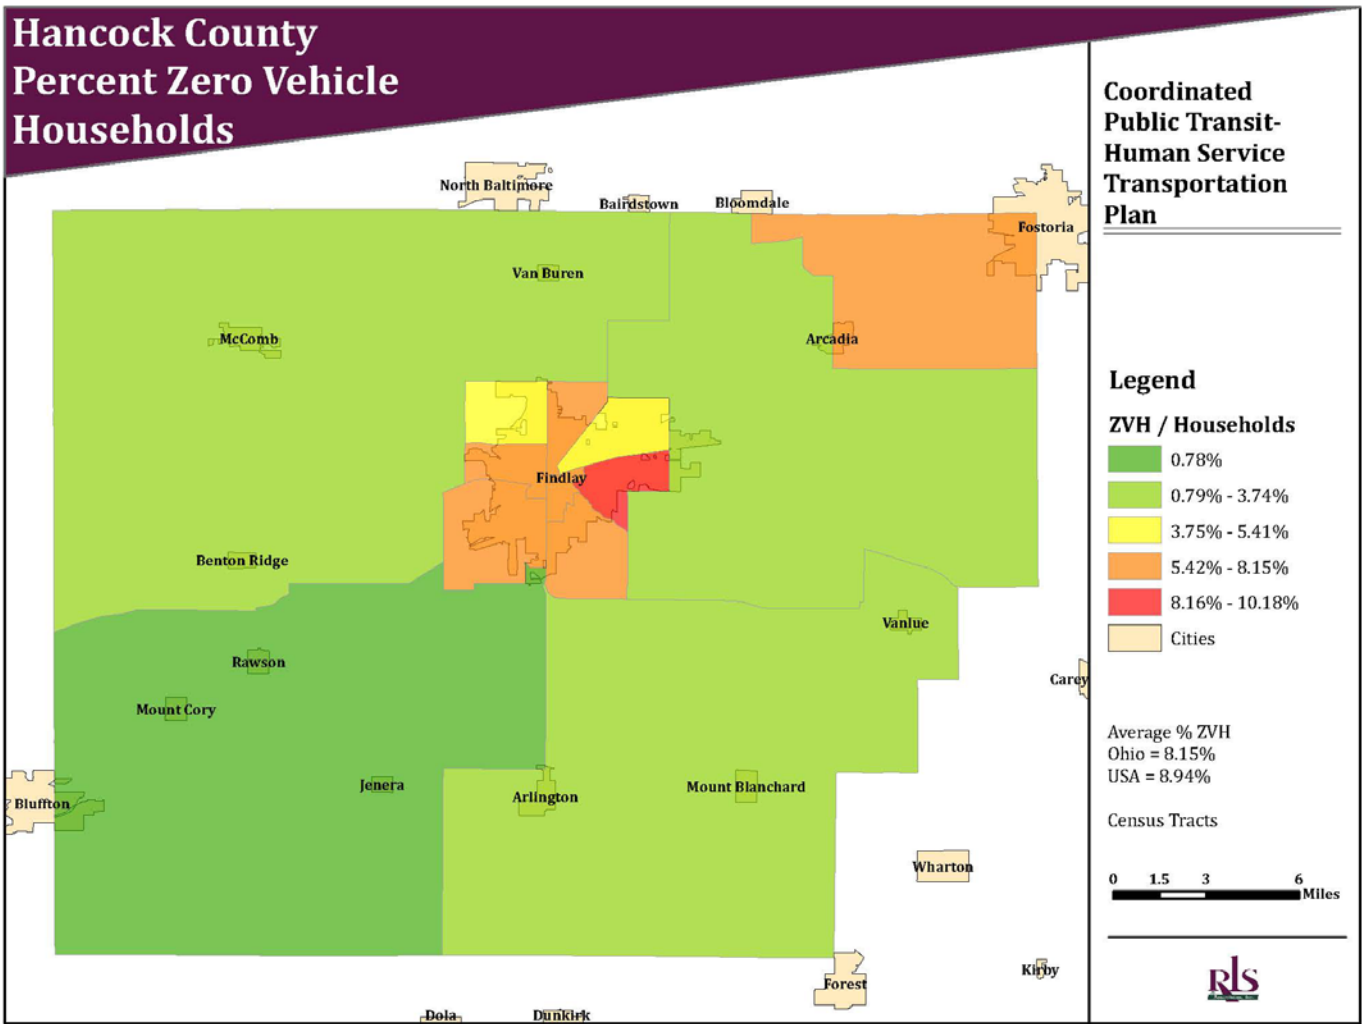 Hancock County
Percent Zero Vehicle
Households
Coordinated
Public Transit-
Human Service
Transportation
Plan
North Baltimore
Bairdstown
Bloomdale
Fostoria
Van Buren
McComb
Arcadia
Findlay
Benton Ridge
Vanlue
Rawson
Carey
Mount Cory
Jenera
Arlington
Mount Blanchard
Bluffton
Wharton
Forest
Kirby
Dola
Dunkirk
Legend
ZVH / Households
0.78%
0.79% - 3.74%
3.75% - 5.41%
5.42% - 8.15%
8.16% - 10.18%
Cities
Average % ZVH
Ohio = 8.15%
USA = 8.94%
Census Tracts
0 1.5 3 6
Miles
RLS